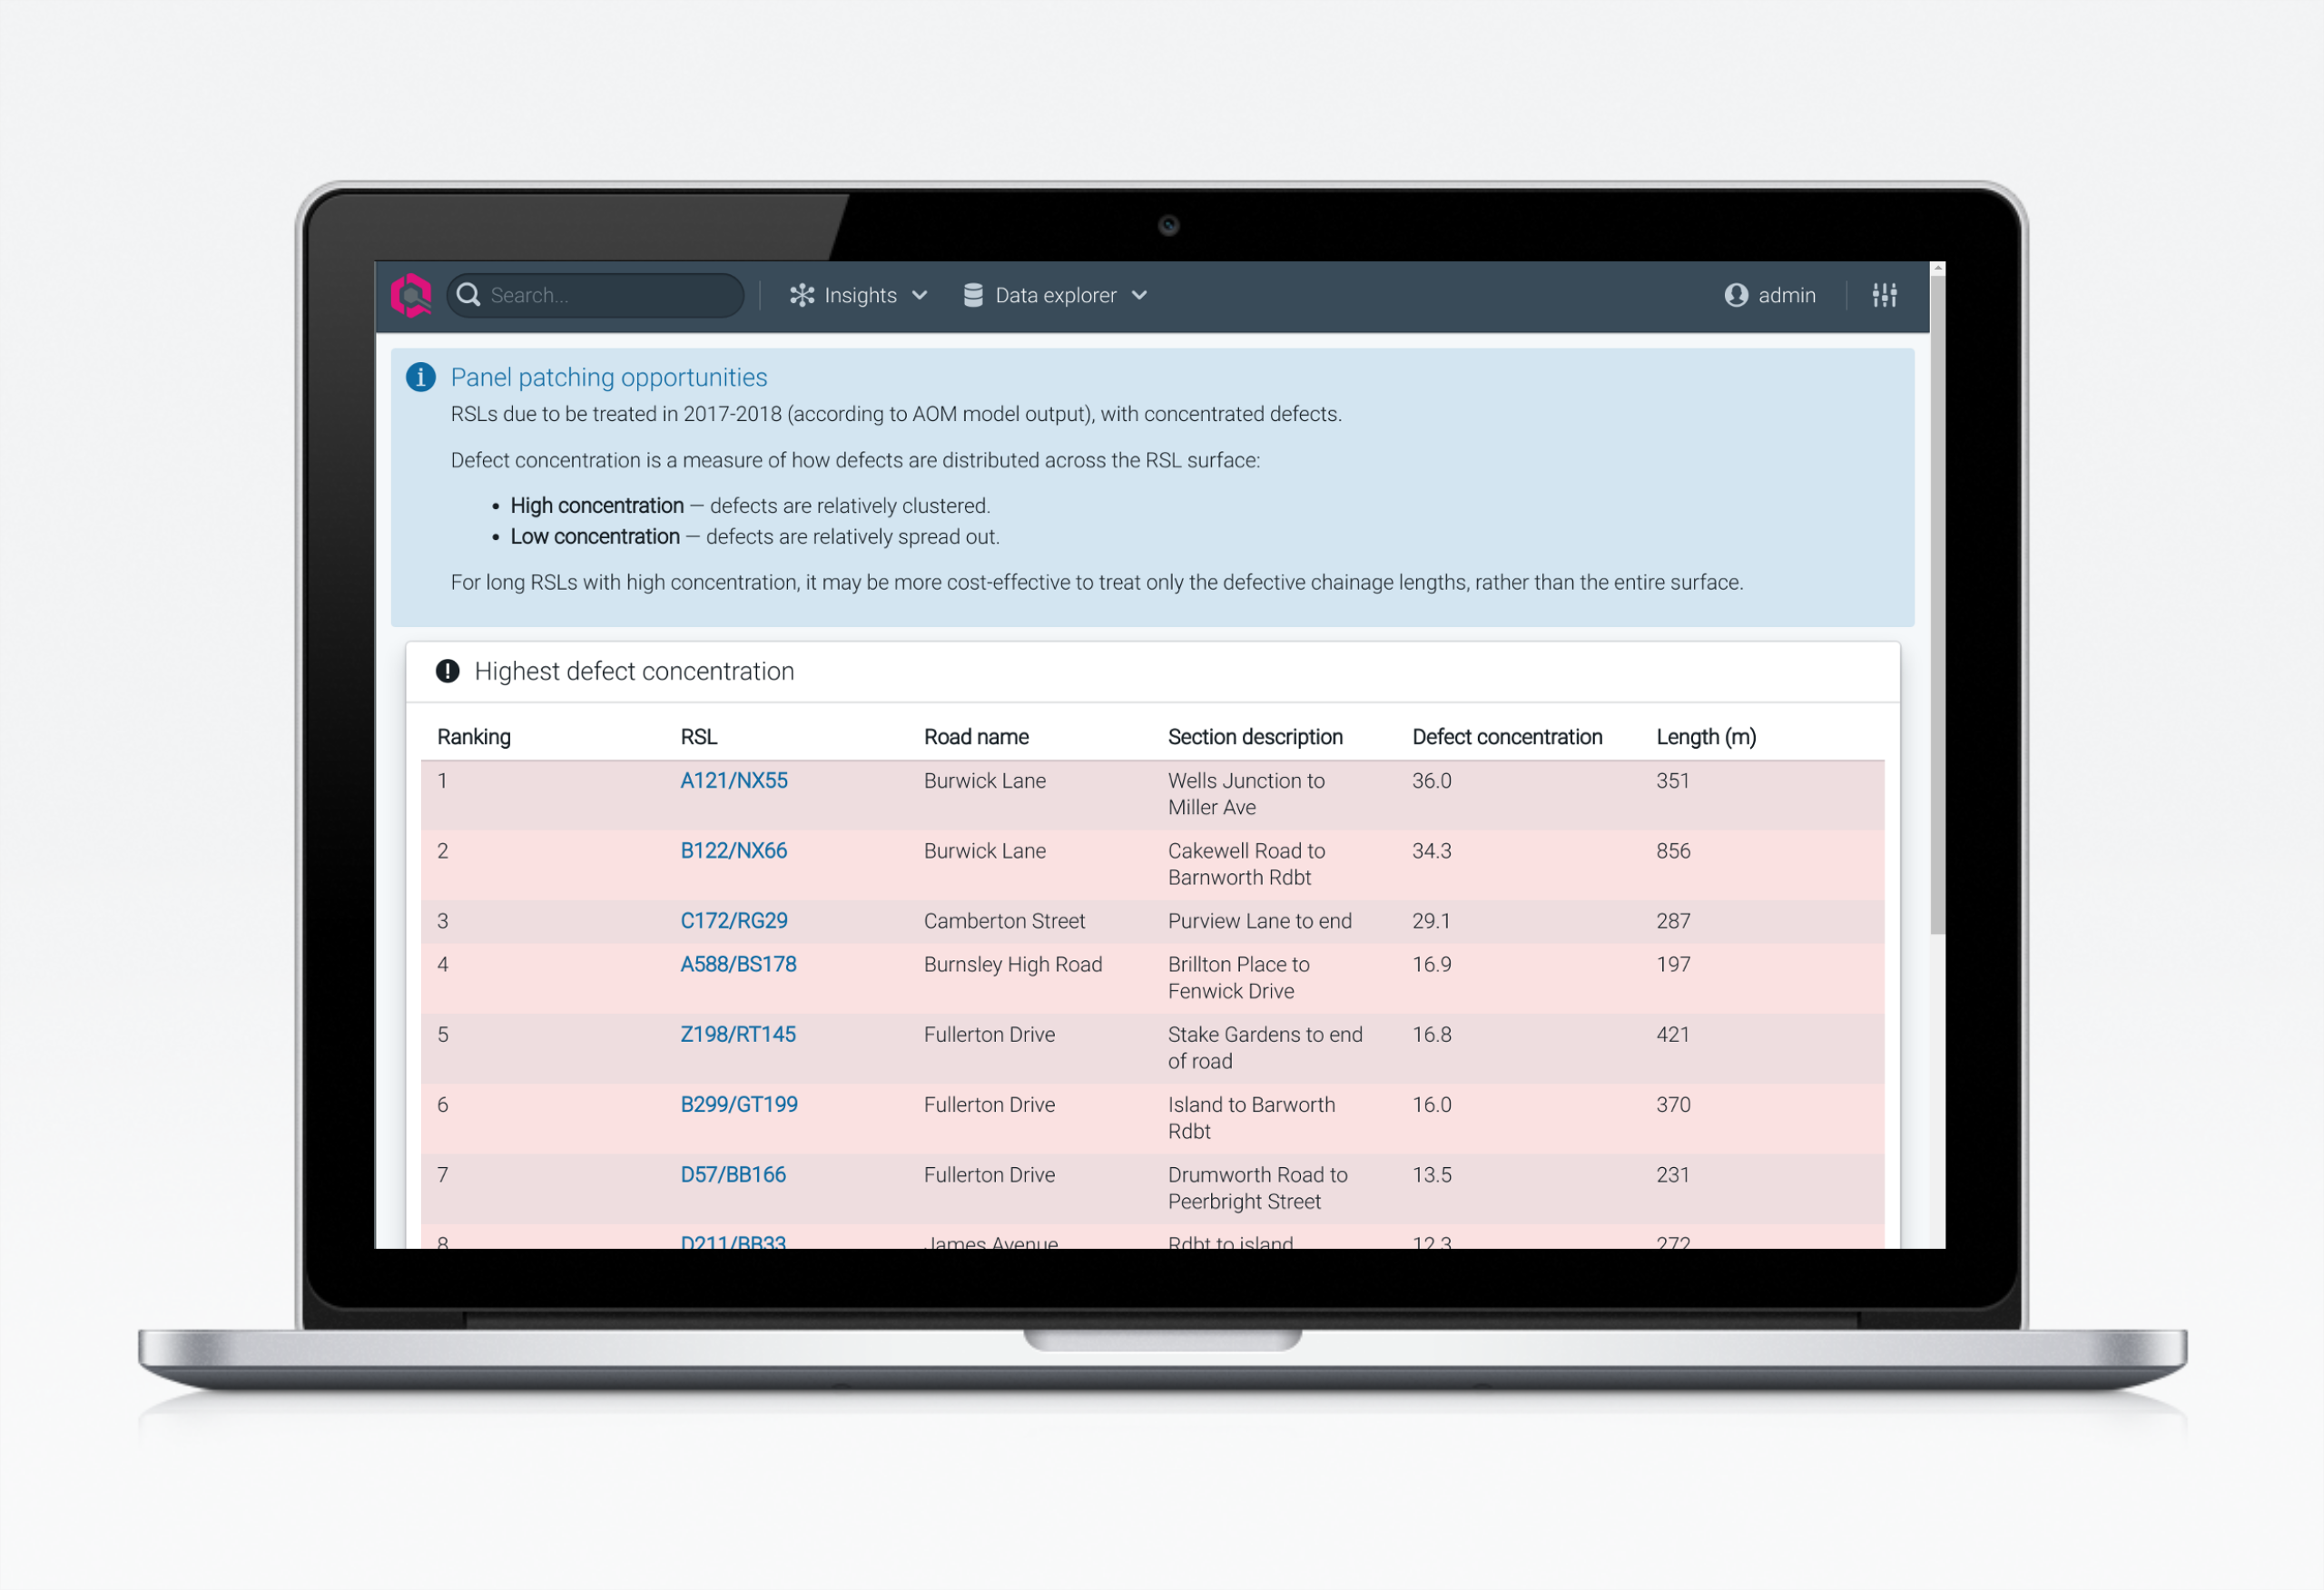 Search...
Insights
Data explorer
admin
Panel patching opportunities
RSLs due to be treated in 2017-2018 (according to AOM model output), with concentrated defects.
Defect concentration is a measure of how defects are distributed across the RSL surface:
• High concentration — defects are relatively clustered.
• Low concentration — defects are relatively spread out.
For long RSLs with high concentration, it may be more cost-effective to treat only the defective chainage lengths, rather than the entire surface.
Highest defect concentration
Ranking RSL Road name Section description Defect concentration Length (m)
1 A121/NX55 Burwick Lane Wells Junction to 36.0 351
Miller Ave
2 B122/NX66 Burwick Lane Cakewell Road to 34.3 856
Barnworth Rdbt
3 C172/RG29 Camberton Street Purview Lane to end 29.1 287
4 A588/BS178 Burnsley High Road Brillton Place to 16.9 197
Fenwick Drive
5 Z198/RT145 Fullerton Drive Stake Gardens to end 16.8 421
of road
6 B299/GT199 Fullerton Drive Island to Barworth 16.0 370
Rdbt
7 D57/BB166 Fullerton Drive Drumworth Road to 13.5 231
Peerbright Street
8 D211/BB33 James Avenue Rdbt to island 12.3 272